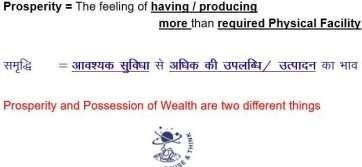 Prosperity = The feeling of having / producing
more than required Physical Facility
समृद्धि = आवश्यक सुविधा से अधिक की उपलब्धि/ उत्पादन का भाव
Prosperity and Possession of Wealth are two different things
& THINK